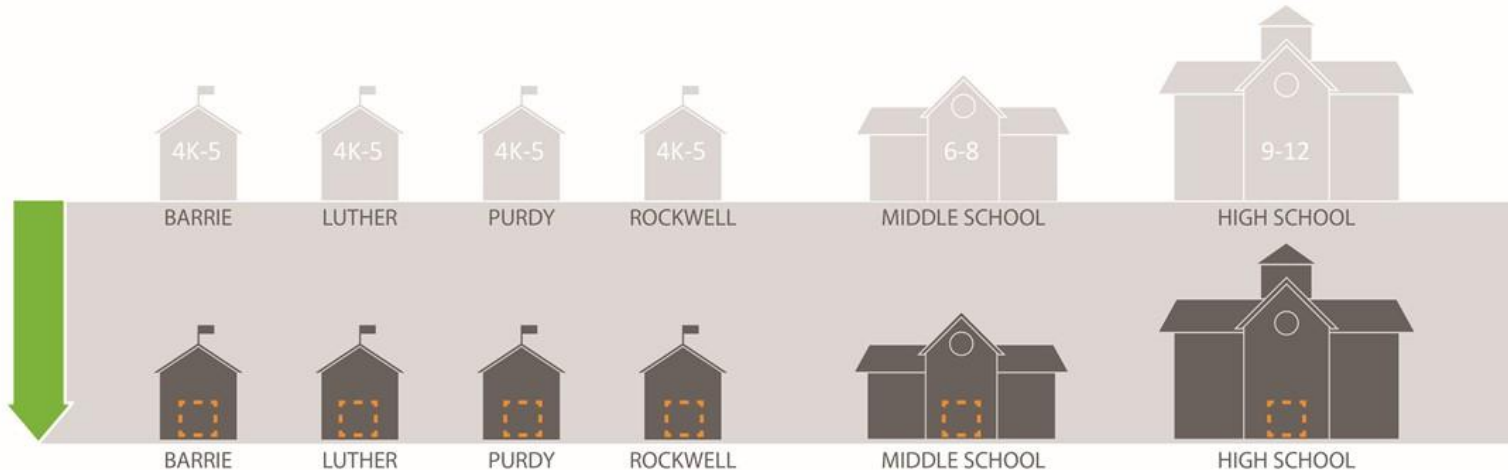 4K-5 4K-5 4K-5 4K-5 6-8 9-12
BARRIE LUTHER PURDY ROCKWELL MIDDLE SCHOOL HIGH SCHOOL
BARRIE LUTHER PURDY ROCKWELL MIDDLE SCHOOL HIGH SCHOOL